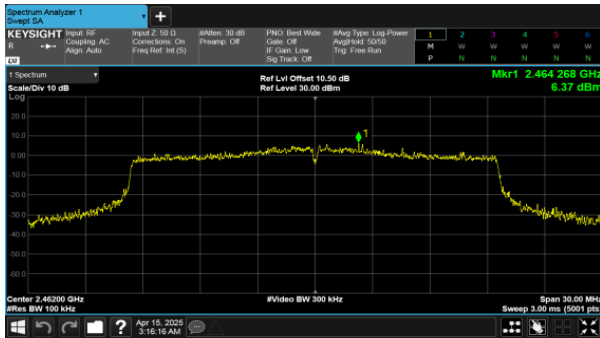 Spectrum Analyzer 1
Swept SA
KEYSIGHT
R
LXI
Input: RF
Coupling: AC
Align: Auto
Input Z: 50 Ω
Corrections: On
Freq Ref: Int (S)
#Atten: 30 dB
Preamp: Off
PNO: Best Wide
Gate: Off
IF Gain: Low
Sig Track: Off
#Avg Type: Log-Power
Avg|Hold: 50/50
Trig: Free Run
1 2 3 4 5 6
M W W W W W
P N N N N N
1 Spectrum
Scale/Div 10 dB
Ref Lvl Offset 10.50 dB
Ref Level 30.00 dBm
Mkr1 2.464 268 GHz
6.37 dBm
Log
20.0
10.0
0.00
-10.0
-20.0
-30.0
-40.0
-50.0
-60.0
1
Center 2.46200 GHz
#Res BW 100 kHz
#Video BW 300 kHz
Span 30.00 MHz
Sweep 3.00 ms (5001 pts)
?
Apr 15, 2025
3:16:16 AM